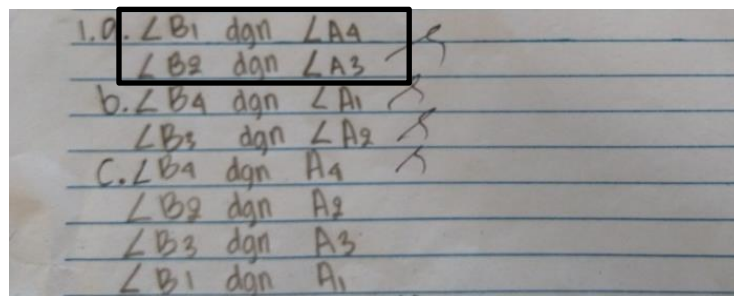 1.a. ∠B1 dgn ∠A4
∠B2 dgn ∠A3
b. ∠B4 dgn ∠A1
∠B3 dgn ∠A2
C. ∠B4 dgn A4
∠B2 dgn A2
∠B3 dgn A3
∠B1 dgn A1